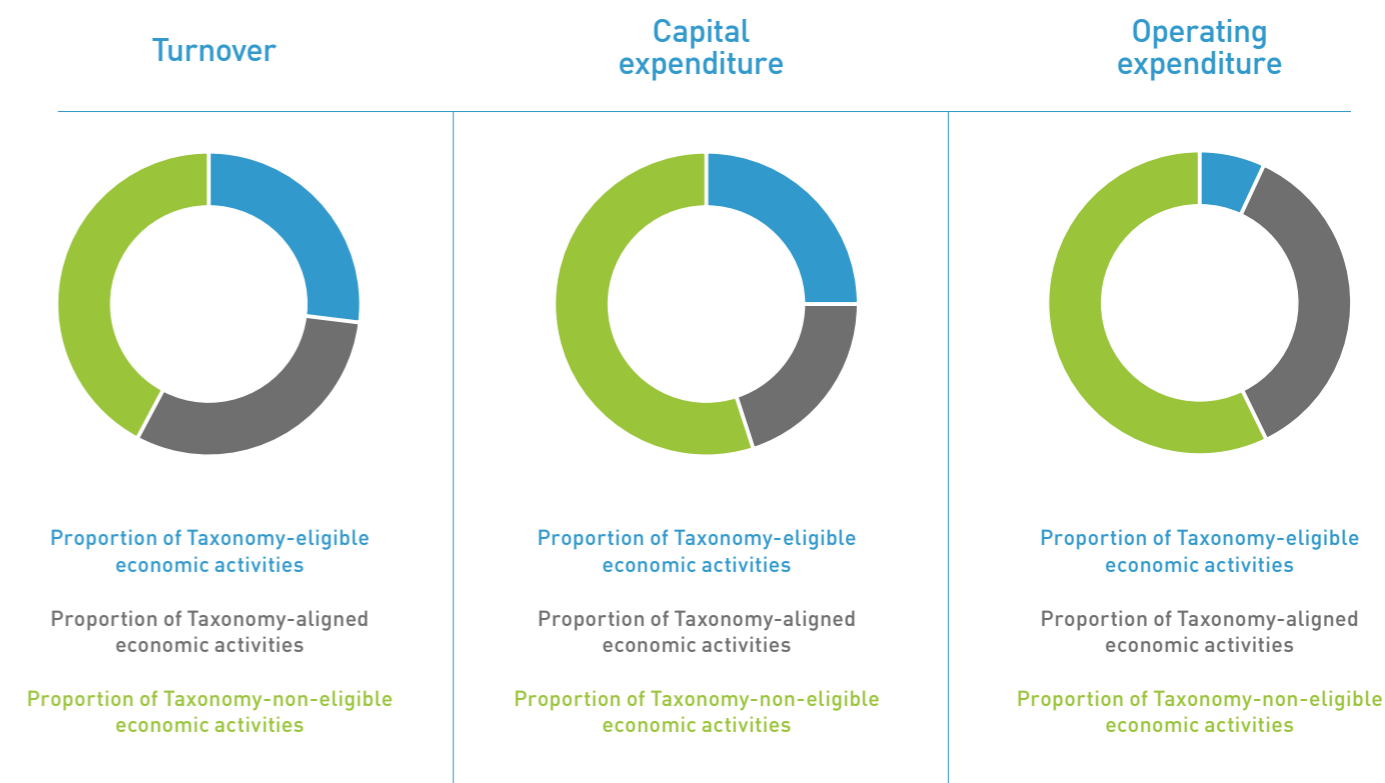 Turnover
Capital
expenditure
Operating
expenditure
Proportion of Taxonomy-eligible
economic activities
Proportion of Taxonomy-aligned
economic activities
Proportion of Taxonomy-non-eligible
economic activities
Proportion of Taxonomy-eligible
economic activities
Proportion of Taxonomy-aligned
economic activities
Proportion of Taxonomy-non-eligible
economic activities
Proportion of Taxonomy-eligible
economic activities
Proportion of Taxonomy-aligned
economic activities
Proportion of Taxonomy-non-eligible
economic activities